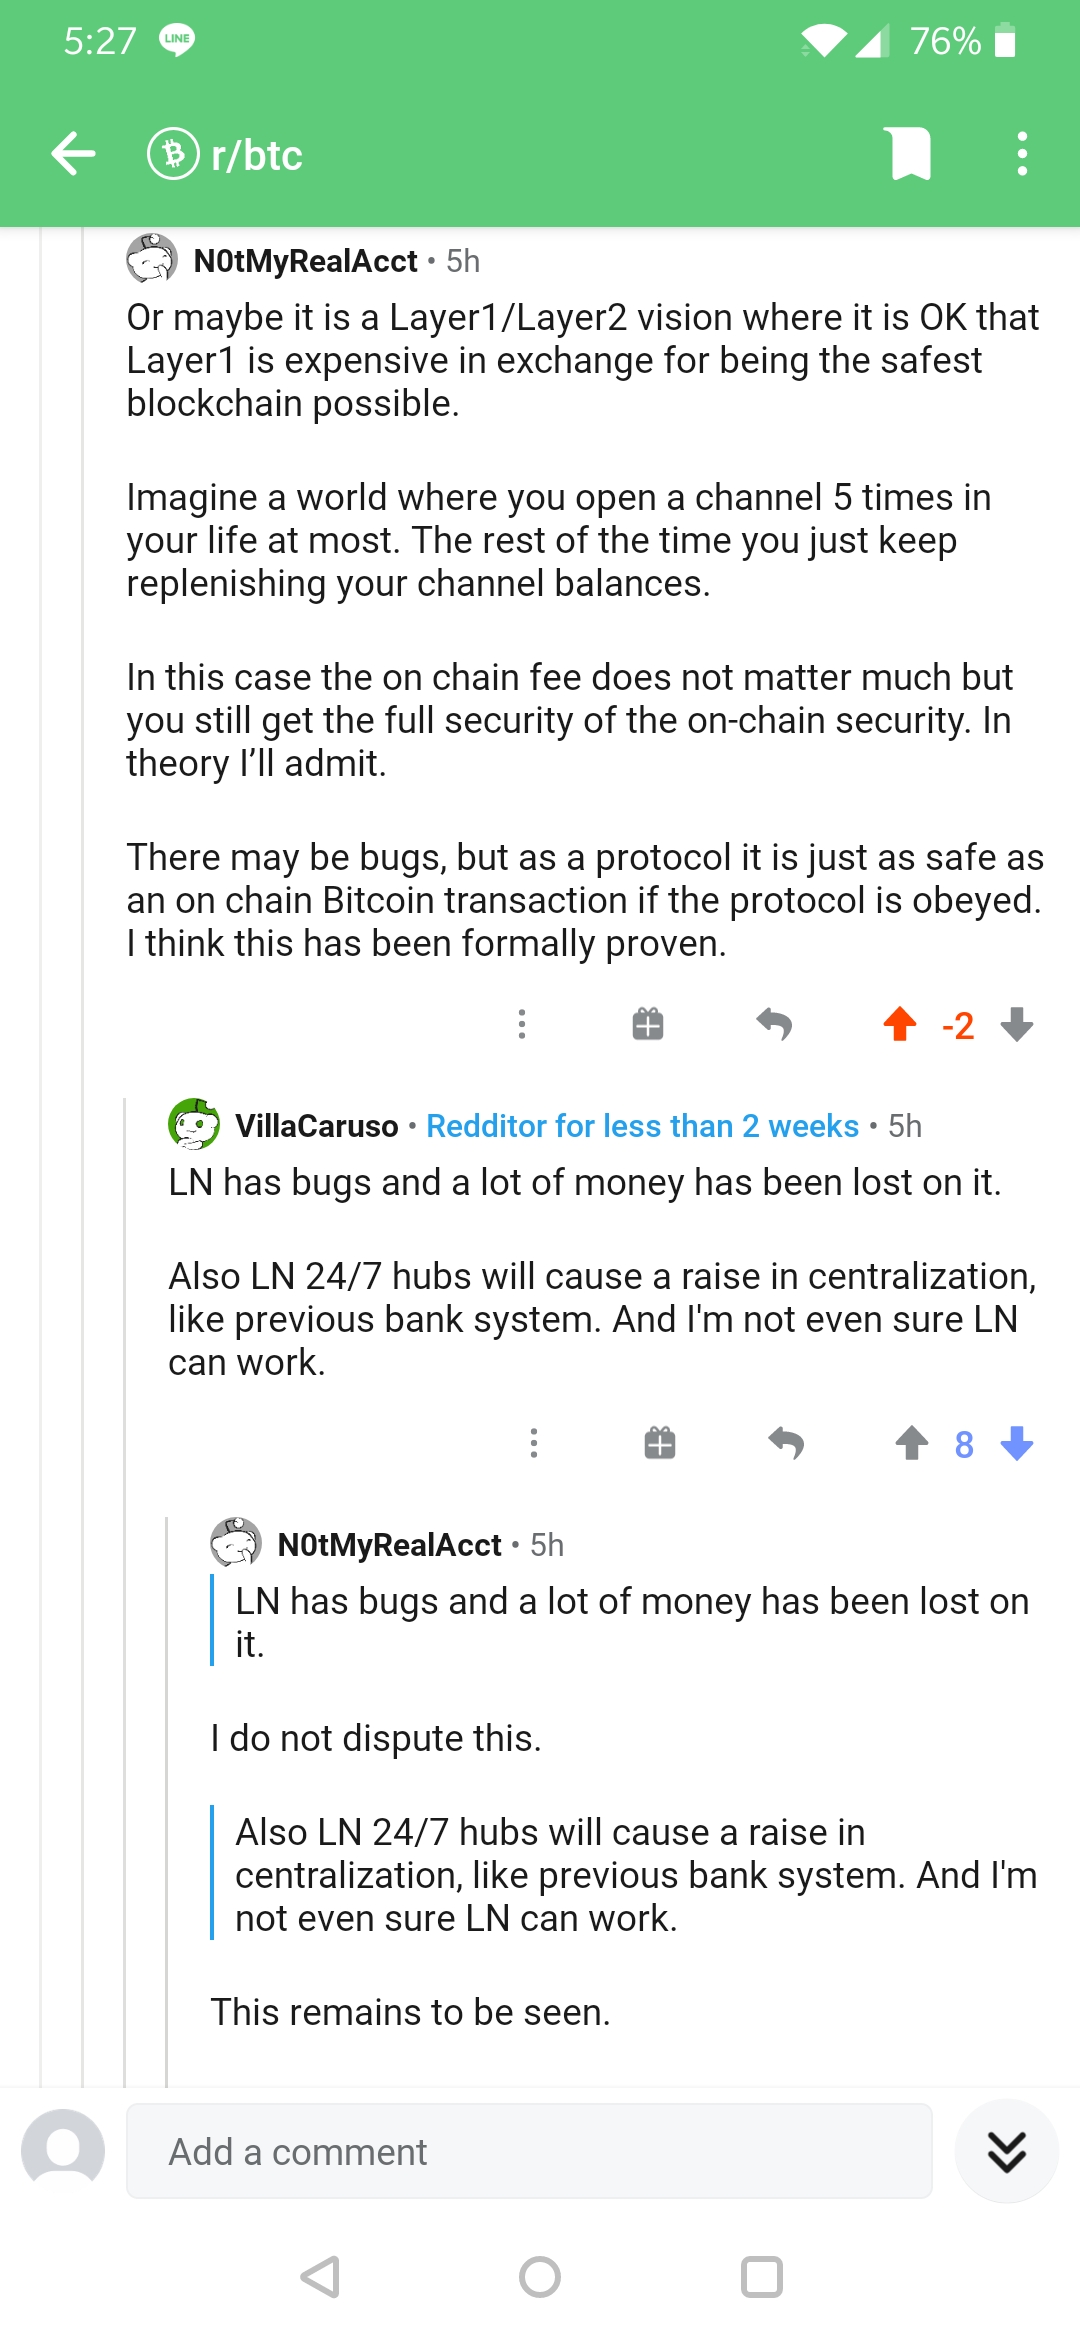 5:27 LINE 76%
r/btc
N0tMyRealAcct • 5h
Or maybe it is a Layer1/Layer2 vision where it is OK that
Layer1 is expensive in exchange for being the safest
blockchain possible.
Imagine a world where you open a channel 5 times in
your life at most. The rest of the time you just keep
replenishing your channel balances.
In this case the on chain fee does not matter much but
you still get the full security of the on-chain security. In
theory I’ll admit.
There may be bugs, but as a protocol it is just as safe as
an on chain Bitcoin transaction if the protocol is obeyed.
I think this has been formally proven.
-2
VillaCaruso • Redditor for less than 2 weeks • 5h
LN has bugs and a lot of money has been lost on it.
Also LN 24/7 hubs will cause a raise in centralization,
like previous bank system. And I'm not even sure LN
can work.
8
N0tMyRealAcct • 5h
LN has bugs and a lot of money has been lost on
it.
I do not dispute this.
Also LN 24/7 hubs will cause a raise in
centralization, like previous bank system. And I'm
not even sure LN can work.
This remains to be seen.
Add a comment